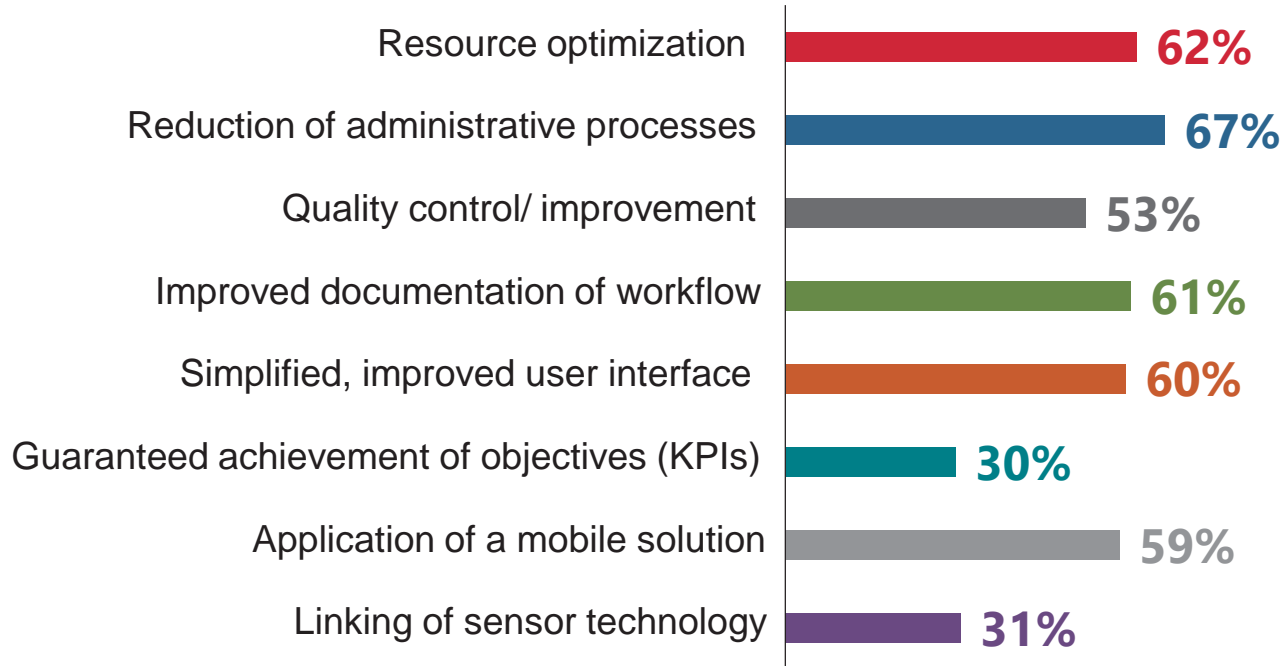 Resource optimization 62%
Reduction of administrative processes 67%
Quality control/ improvement 53%
Improved documentation of workflow 61%
Simplified, improved user interface 60%
Guaranteed achievement of objectives (KPIs) 30%
Application of a mobile solution 59%
Linking of sensor technology 31%